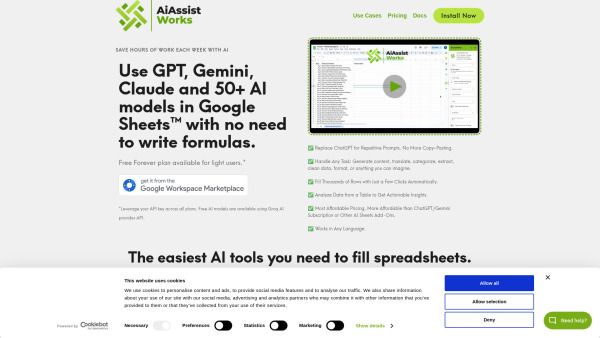 AiAssist
Works
Use Cases
Pricing
Docs
Install Now
SAVE HOURS OF WORK EACH WEEK WITH AI
Use GPT, Gemini,
Claude and 50+ AI
models in Google
Sheets™ with no need
to write formulas.
Free Forever plan available for light users.*
get it from the
Google Workspace Marketplace
*Leverage your API key across all plans. Free AI models are available using Groq AI
provider API.
AiAssist
Works
✅ Replace ChatGPT for Repetitive Prompts. No More Copy-Pasting.
✅ Handle Any Task: Generate content, translate, categorize, extract,
clean data, format, or anything you can imagine.
✅ Fill Thousands of Rows with Just a Few Clicks Automatically.
✅ Analyze Data from a Table to Get Actionable Insights.
✅ Most Affordable Pricing, More Affordable than ChatGPT/Gemini
Subscription or Other AI Sheets Add-Ons.
✅ Works in Any Language.
The easiest AI tools you need to fill spreadsheets.
This website uses cookies
We use cookies to personalise content and ads, to provide social media features and to analyse our traffic. We also share information
about your use of our site with our social media, advertising and analytics partners who may combine it with other information that you've
provided to them or that they've collected from your use of their services.
Powered by Cookiebot
Necessary
Preferences
Statistics
Marketing
Show details
Allow all
Allow selection
Deny
Need help?